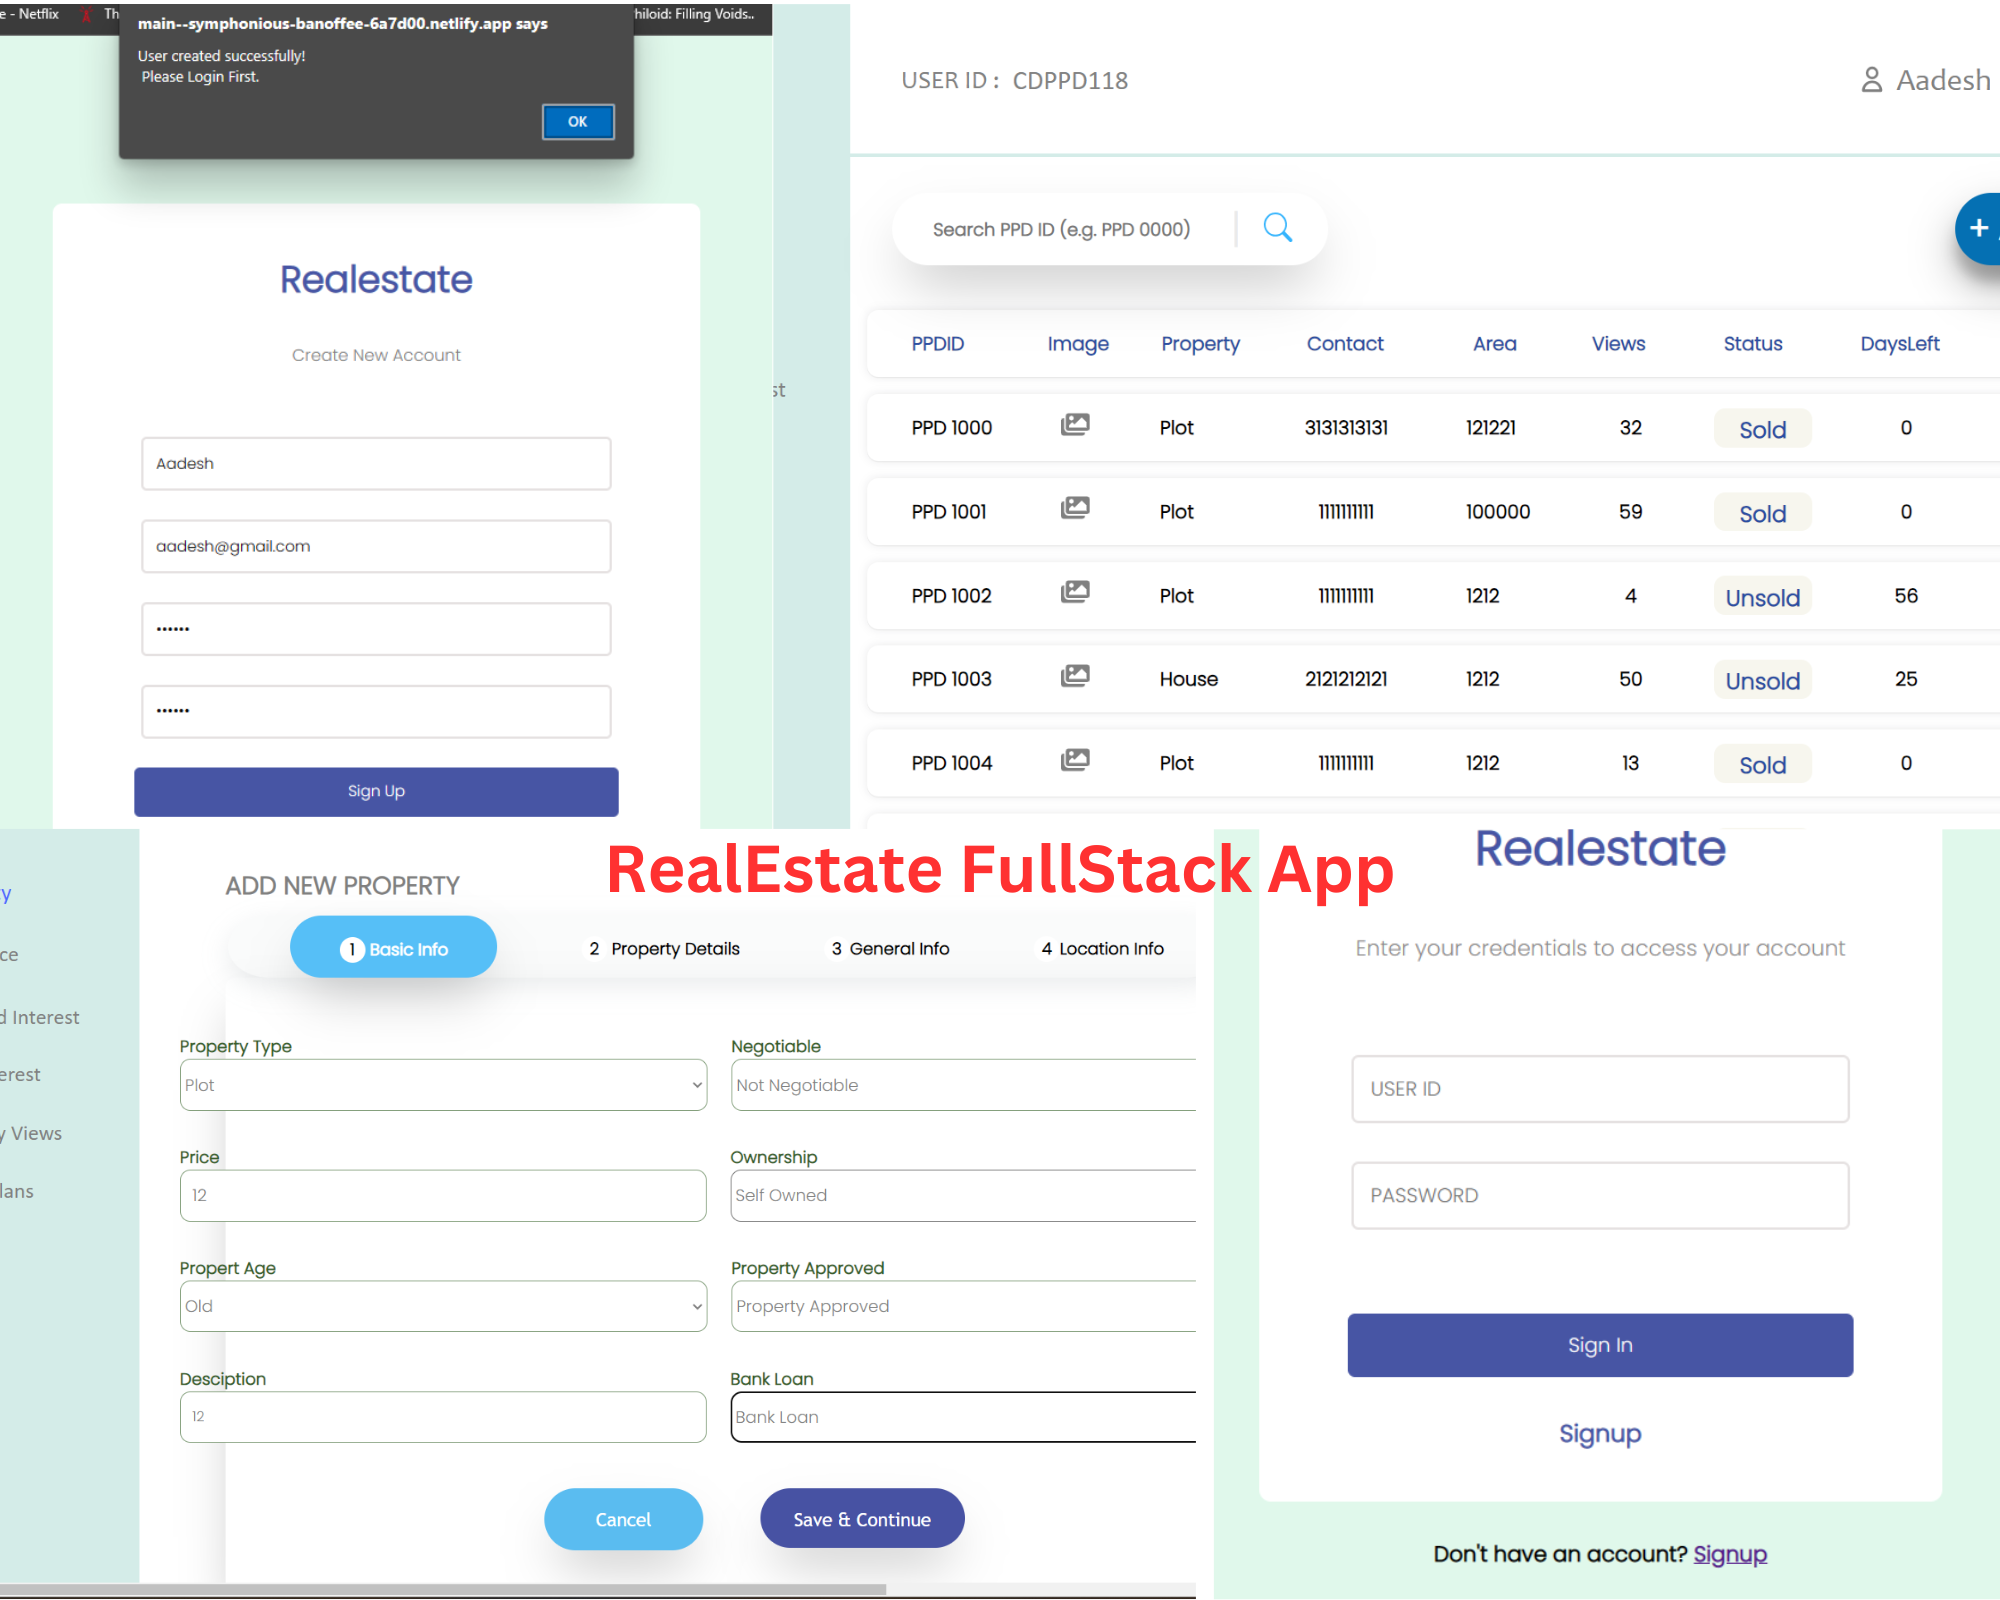 e - Netflix
Th
hiloid: Filling Voids..
main--symphonious-banoffee-6a7d00.netlify.app says
User created successfully!
Please Login First.
OK
Realestate
Create New Account
Aadesh
aadesh@gmail.com
••••••
••••••
Sign Up
st
USER ID : CDPPD118
Aadesh
Search PPD ID (e.g. PPD 0000)
+
PPDID Image Property Contact Area Views Status DaysLeft
PPD 1000 Plot 3131313131 121221 32 Sold 0
PPD 1001 Plot 1111111111 100000 59 Sold 0
PPD 1002 Plot 1111111111 1212 4 Unsold 56
PPD 1003 House 2121212121 1212 50 Unsold 25
PPD 1004 Plot 1111111111 1212 13 Sold 0
RealEstate FullStack App
ty
ce
d Interest
erest
y Views
lans
ADD NEW PROPERTY
1 Basic Info 2 Property Details 3 General Info 4 Location Info
Property Type Negotiable
Plot Not Negotiable
Price Ownership
12 Self Owned
Propert Age Property Approved
Old Property Approved
Desciption Bank Loan
12 Bank Loan
Cancel Save & Continue
Realestate
Enter your credentials to access your account
USER ID
PASSWORD
Sign In
Signup
Don't have an account? Signup